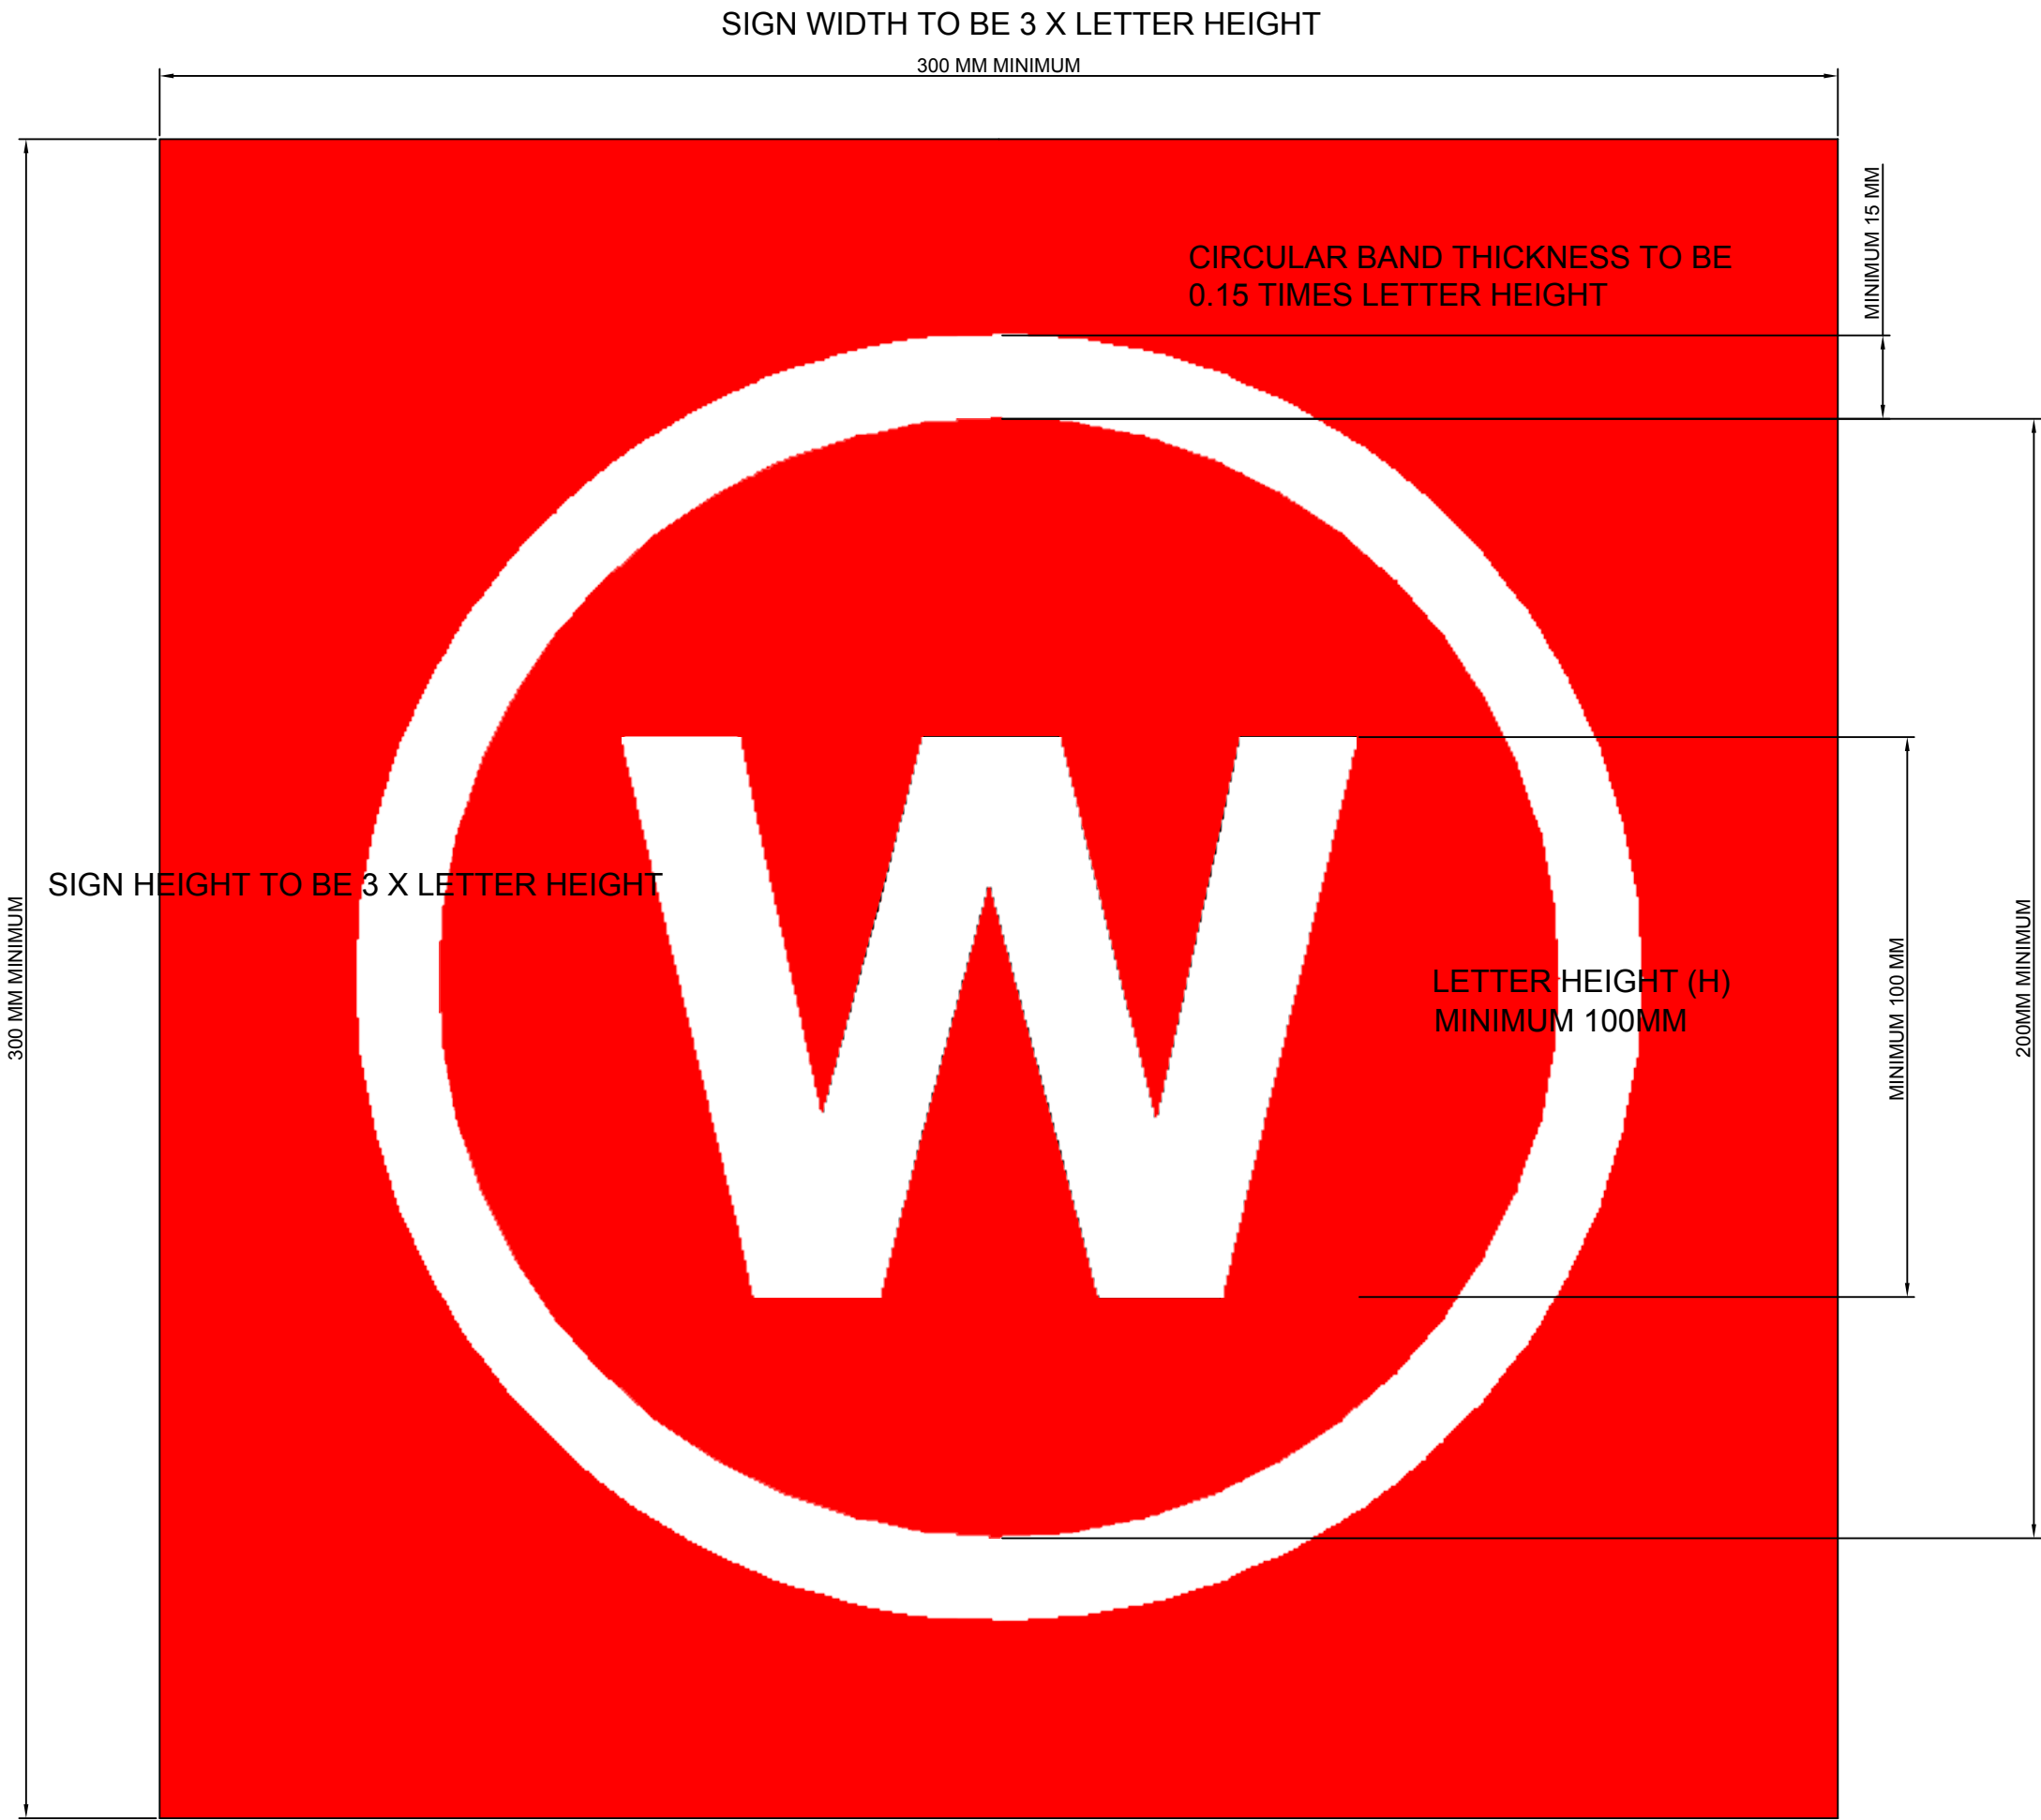 SIGN WIDTH TO BE 3 X LETTER HEIGHT
300 MM MINIMUM
MINIMUM 15 MM
CIRCULAR BAND THICKNESS TO BE
0.15 TIMES LETTER HEIGHT
W
SIGN HEIGHT TO BE 3 X LETTER HEIGHT
300 MM MINIMUM
LETTER HEIGHT (H)
MINIMUM 100MM
MINIMUM 100 MM
200MM MINIMUM